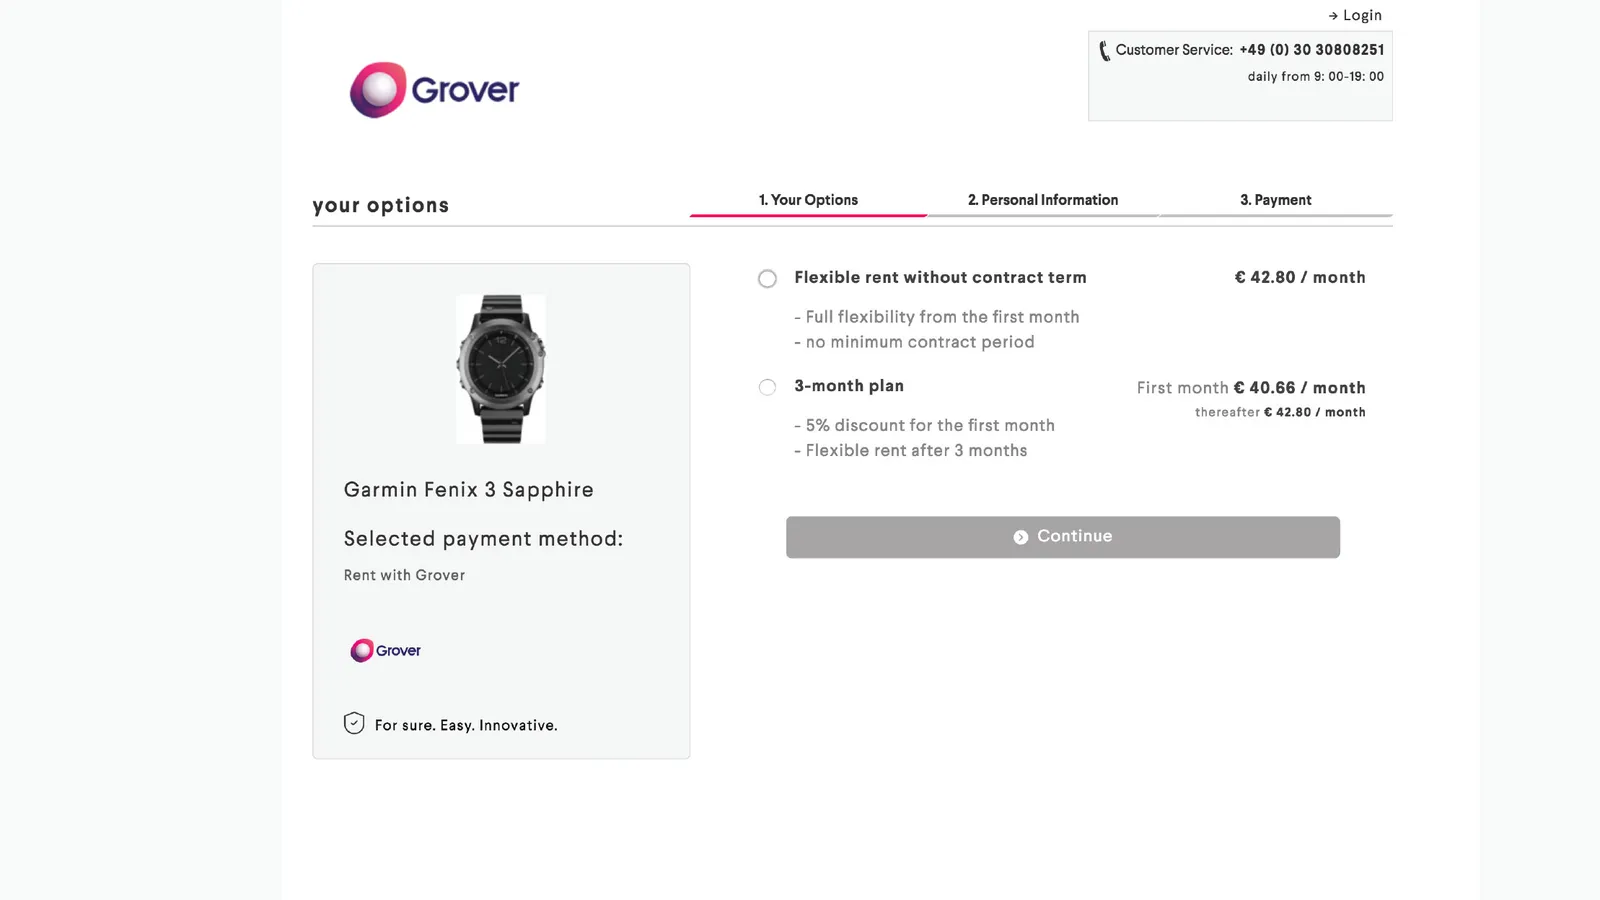 → Login
Customer Service: +49 (0) 30 30808251
daily from 9: 00-19: 00
Grover
your options
1. Your Options
2. Personal Information
3. Payment
Flexible rent without contract term
€ 42.80 / month
- Full flexibility from the first month
- no minimum contract period
3-month plan
First month € 40.66 / month
thereafter € 42.80 / month
- 5% discount for the first month
- Flexible rent after 3 months
Continue
Garmin Fenix 3 Sapphire
Selected payment method:
Rent with Grover
Grover
For sure. Easy. Innovative.